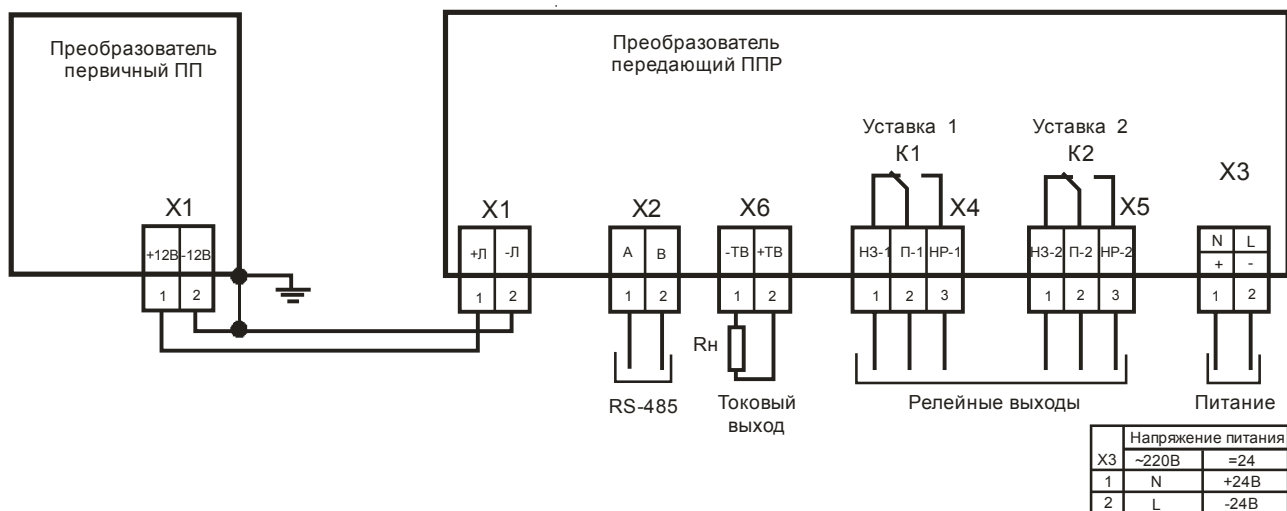 Преобразователь
первичный ПП
Преобразователь
передающий ППР
Уставка 1
К1
Уставка 2
К2
Х3
Х1
Х1
Х2
Х6
Х4
Х5
+12В -12В
1 2
+Л -Л
1 2
А В
1 2
-ТВ +ТВ
1 2
НЗ-1 П-1 НР-1
1 2 3
НЗ-2 П-2 НР-2
1 2 3
N L
+ -
1 2
Rн
RS-485
Токовый
выход
Релейные выходы
Питание
Напряжение питания
Х3 ~220В =24
1 N +24В
2 L -24В